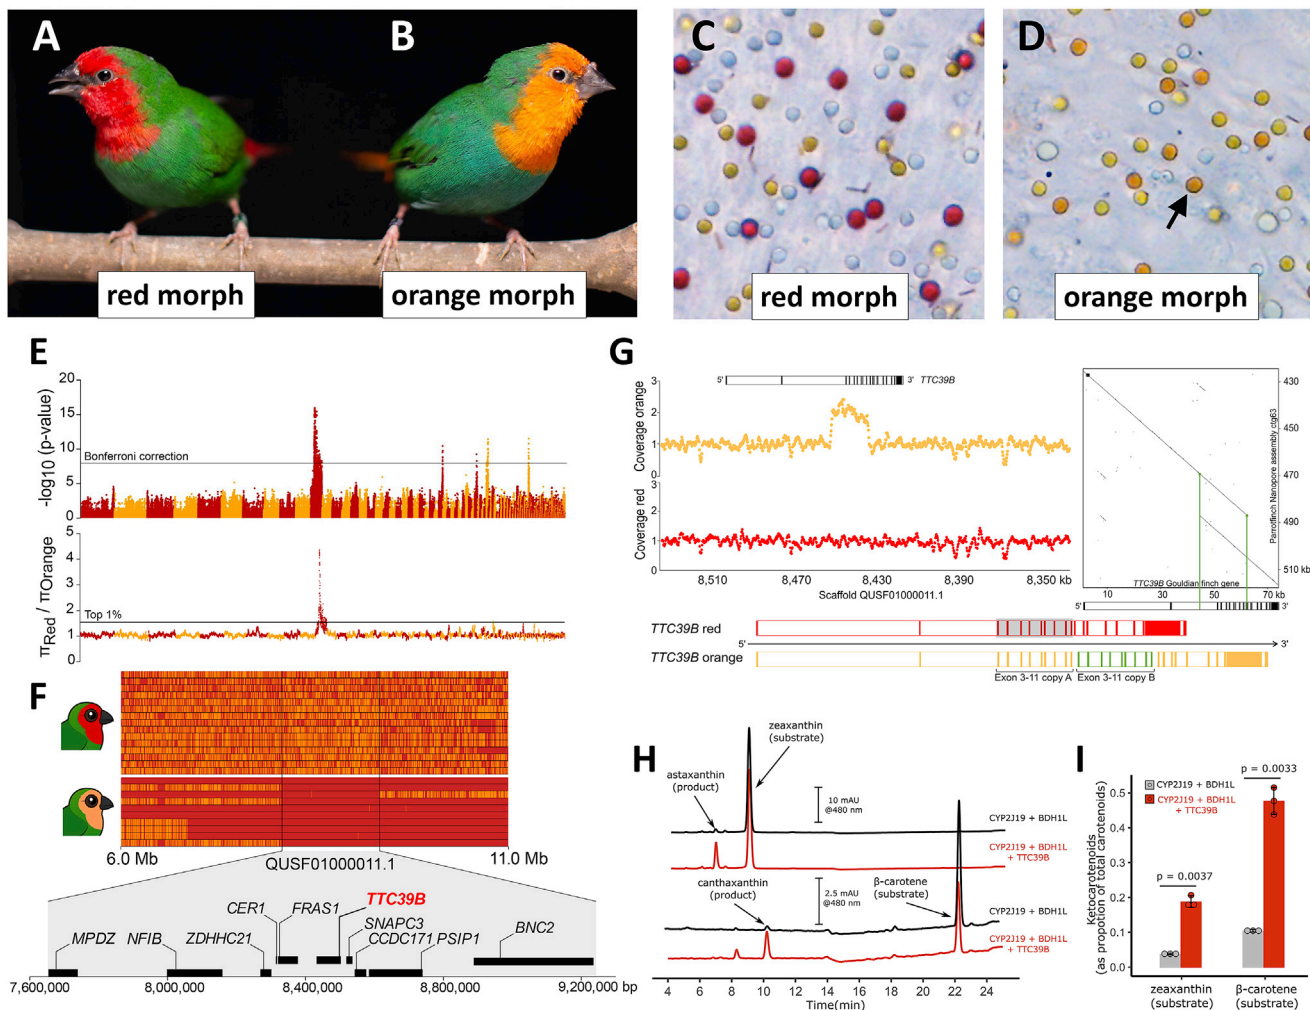 A
B
red morph
orange morph
C
D
red morph
orange morph
E
-log10 (p-value)
20
15
10
5
0
Bonferroni correction
πRed / πOrange
5
4
3
2
1
0
Top 1%
F
6.0 Mb
11.0 Mb
QUSF01000011.1
TTC39B
CER1
FRAS1
SNAPC3
MPDZ
NFIB
ZDHHC21
CCDC171
PSIP1
BNC2
7,600,000
8,000,000
8,400,000
8,800,000
9,200,000 bp
G
5'
3'
TTC39B
Coverage orange
3
2
1
0
Coverage red
3
2
1
0
8,510
8,470
8,430
8,390
8,350 kb
Scaffold QUSF01000011.1
430
450
470
490
510 kb
Parrotfinch Nanopore assembly ctg63
TTC39B Gouldian finch gene
10
30
50
70 kb
5'
3'
TTC39B red
5'
3'
TTC39B orange
Exon 3-11 copy A
Exon 3-11 copy B
H
zeaxanthin
(substrate)
astaxanthin
(product)
10 mAU
@480 nm
CYP2J19 + BDH1L
CYP2J19 + BDH1L
+ TTC39B
canthaxanthin
(product)
2.5 mAU
@480 nm
β-carotene
(substrate)
CYP2J19 + BDH1L
CYP2J19 + BDH1L
+ TTC39B
4
6
8
10
12
14
16
18
20
22
24
Time(min)
I
p = 0.0033
CYP2J19 + BDH1L
CYP2J19 + BDH1L
+ TTC39B
p = 0.0037
Ketocarotenoids
(as proportion of total carotenoids)
0.5
0.4
0.3
0.2
0.1
0.0
zeaxanthin
(substrate)
β-carotene
(substrate)